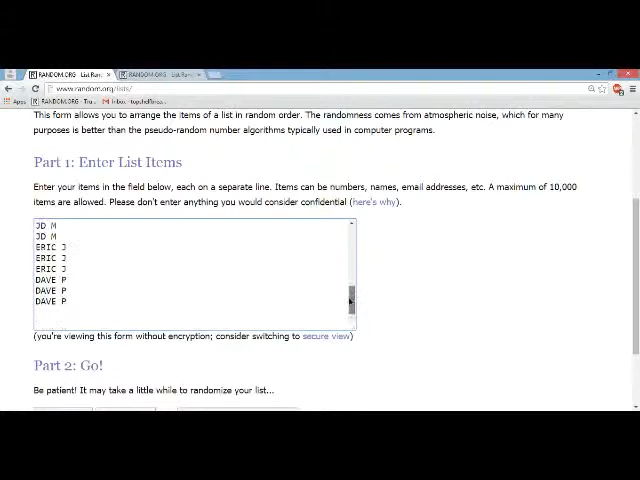 RANDOM.ORG - List Ran
RANDOM.ORG - List Ran
www.random.org/lists/
Apps
RANDOM.ORG - Tru...
Inbox - topshelfbrea...
This form allows you to arrange the items of a list in random order. The randomness comes from atmospheric noise, which for many
purposes is better than the pseudo-random number algorithms typically used in computer programs.
Part 1: Enter List Items
Enter your items in the field below, each on a separate line. Items can be numbers, names, email addresses, etc. A maximum of 10,000
items are allowed. Please don't enter anything you would consider confidential (here's why).
JD M
JD M
ERIC J
ERIC J
ERIC J
DAVE P
DAVE P
DAVE P
(you're viewing this form without encryption; consider switching to secure view)
Part 2: Go!
Be patient! It may take a little while to randomize your list...